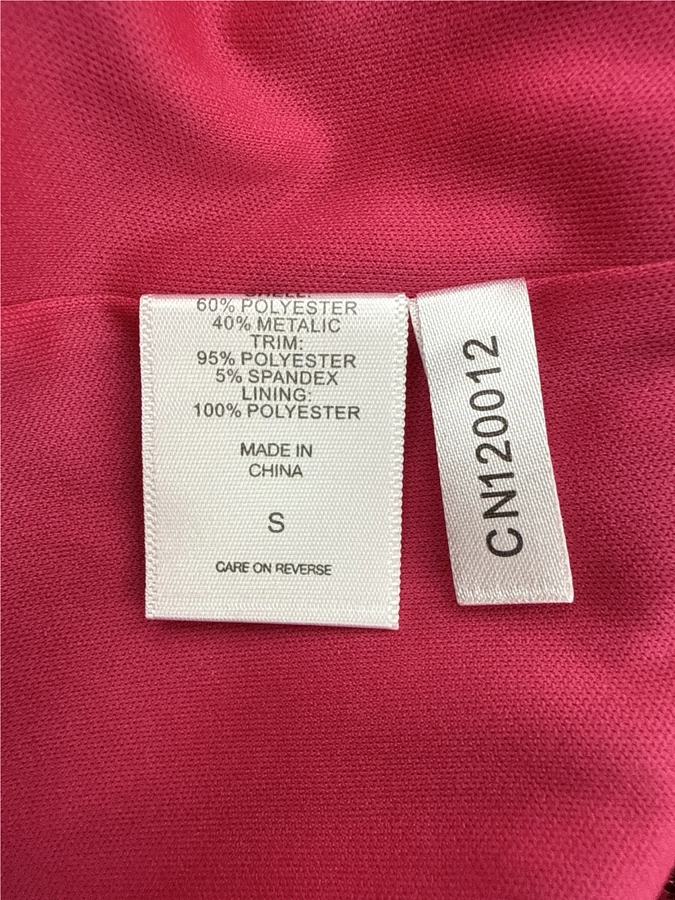 SHELL:
60% POLYESTER
40% METALIC
TRIM:
95% POLYESTER
5% SPANDEX
LINING:
100% POLYESTER
MADE IN
CHINA
S
CARE ON REVERSE
CN120012